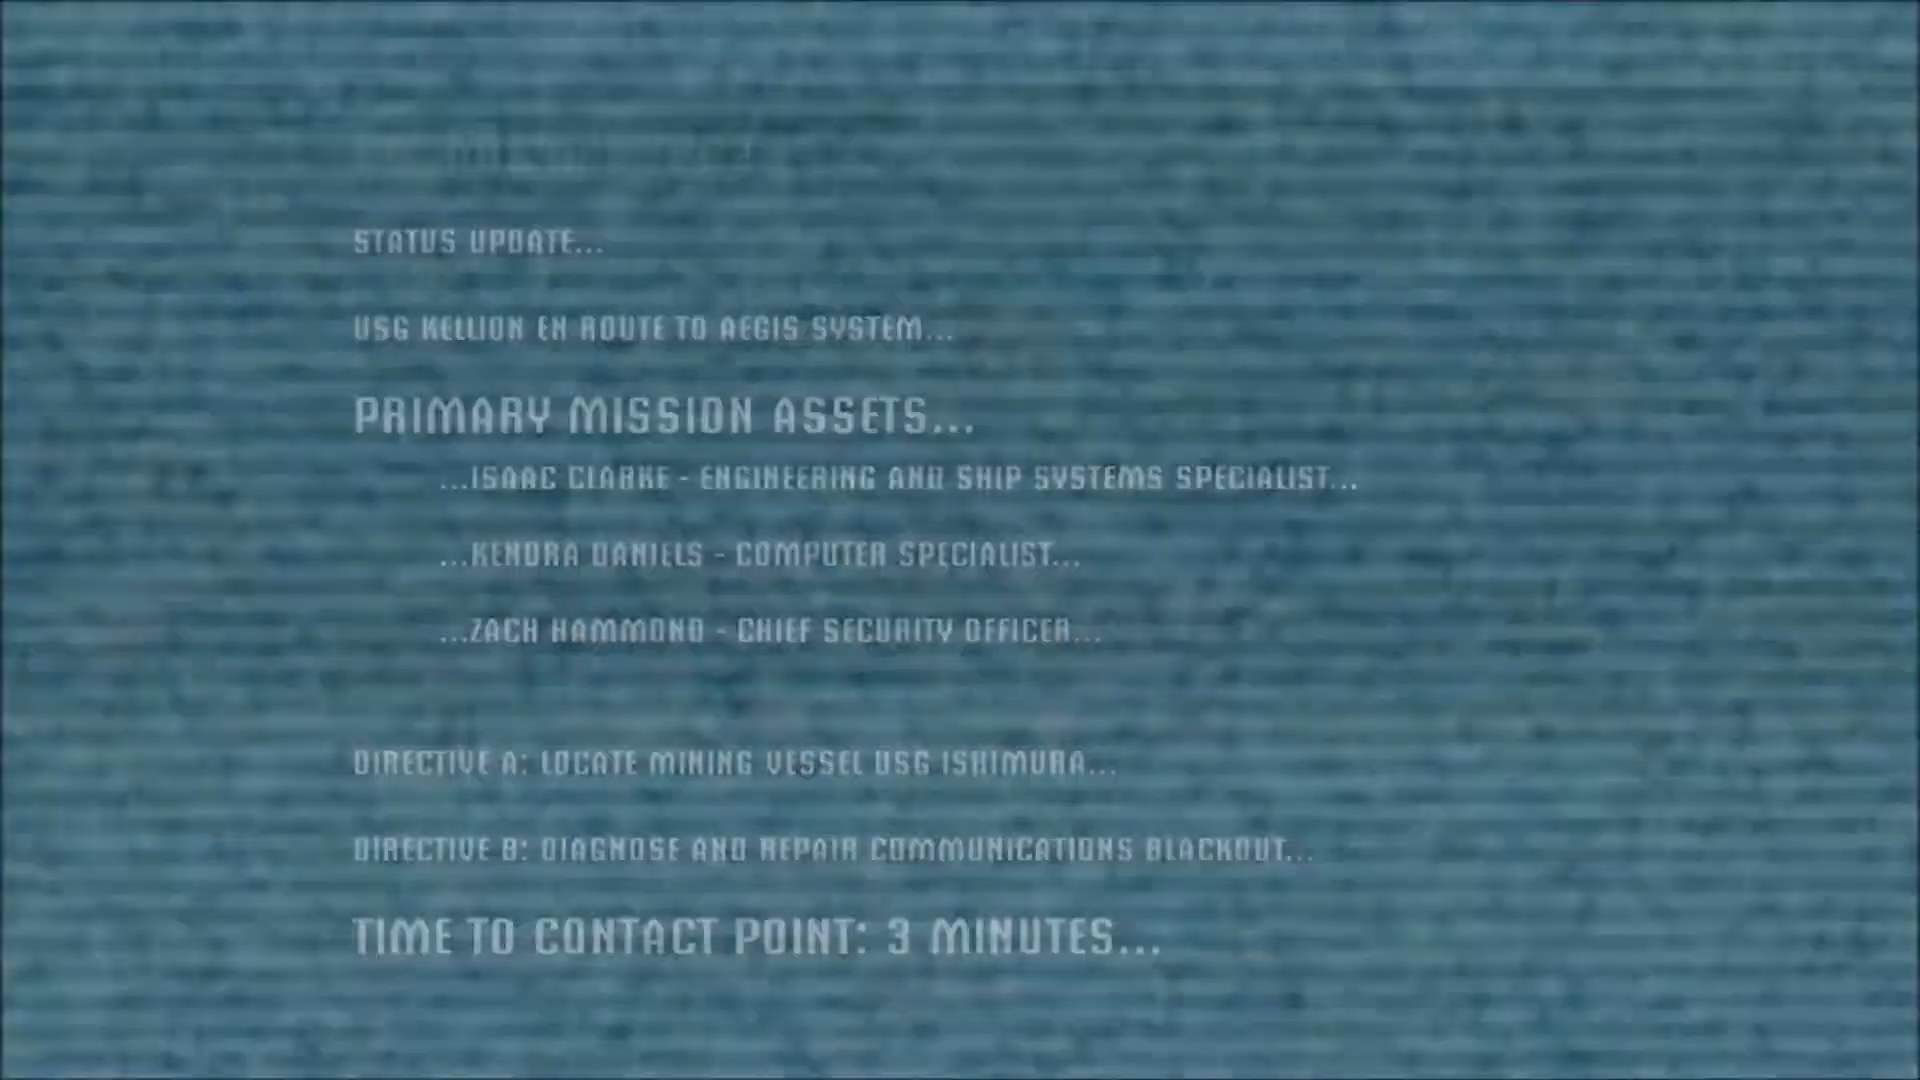 STATUS UPDATE...
USG KELLION EN ROUTE TO AEGIS SYSTEM...
PRIMARY MISSION ASSETS...
...ISAAC CLARKE - ENGINEERING AND SHIP SYSTEMS SPECIALIST...
...KENDRA DANIELS - COMPUTER SPECIALIST...
...ZACH HAMMOND - CHIEF SECURITY OFFICER...
DIRECTIVE A: LOCATE MINING VESSEL USG ISHIMURA...
DIRECTIVE B: DIAGNOSE AND REPAIR COMMUNICATIONS BLACKOUT...
TIME TO CONTACT POINT: 3 MINUTES...